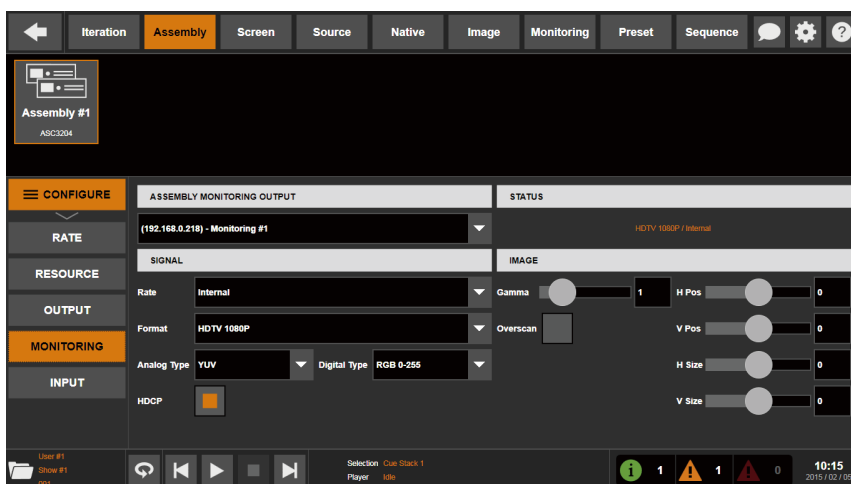 Iteration Assembly Screen Source Native Image Monitoring Preset Sequence ?
Assembly #1
ASC3204
CONFIGURE
RATE
RESOURCE
OUTPUT
MONITORING
INPUT
ASSEMBLY MONITORING OUTPUT
(192.168.0.218) - Monitoring #1
SIGNAL
Rate Internal
Format HDTV 1080P
Analog Type YUV Digital Type RGB 0-255
HDCP
STATUS
HDTV 1080P / Internal
IMAGE
Gamma 1 H Pos 0
Overscan V Pos 0
H Size 0
V Size 0
User #1
Show #1
001
Selection Cue Stack 1
Player Idle
i 1 1 0
10:15
2015 / 02 / 05